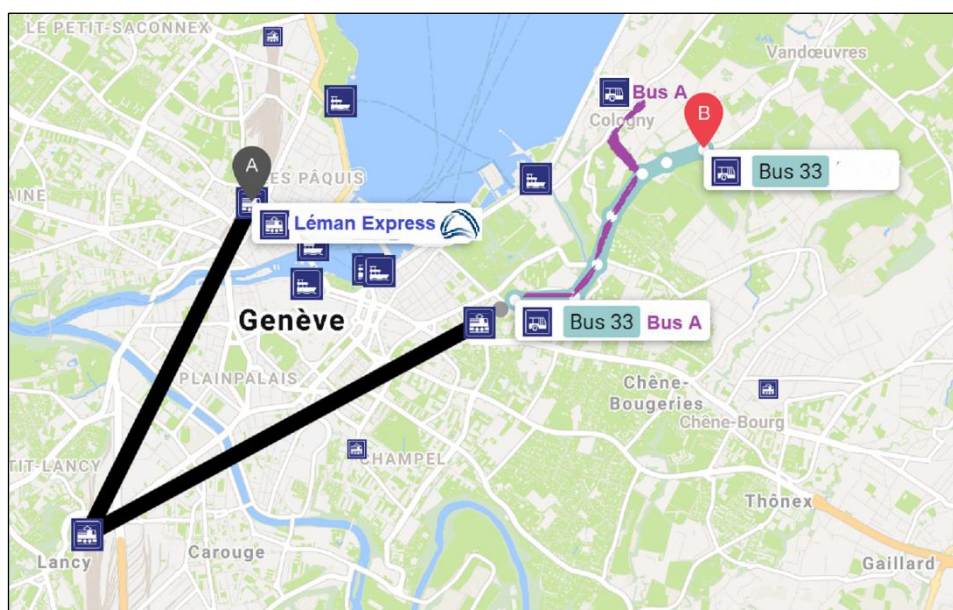 LE PETIT-SACONNEX
Vandœuvres
Bus A
Cologny
B
A
AINE
ES PÂQUIS
Bus 33
Léman Express
Genève
Bus 33 Bus A
PLAINPALAIS
Chêne-
Bougeries
Chêne-Bourg
TIT-LANCY
CHAMPEL
Thônex
Lancy
Carouge
Gaillard